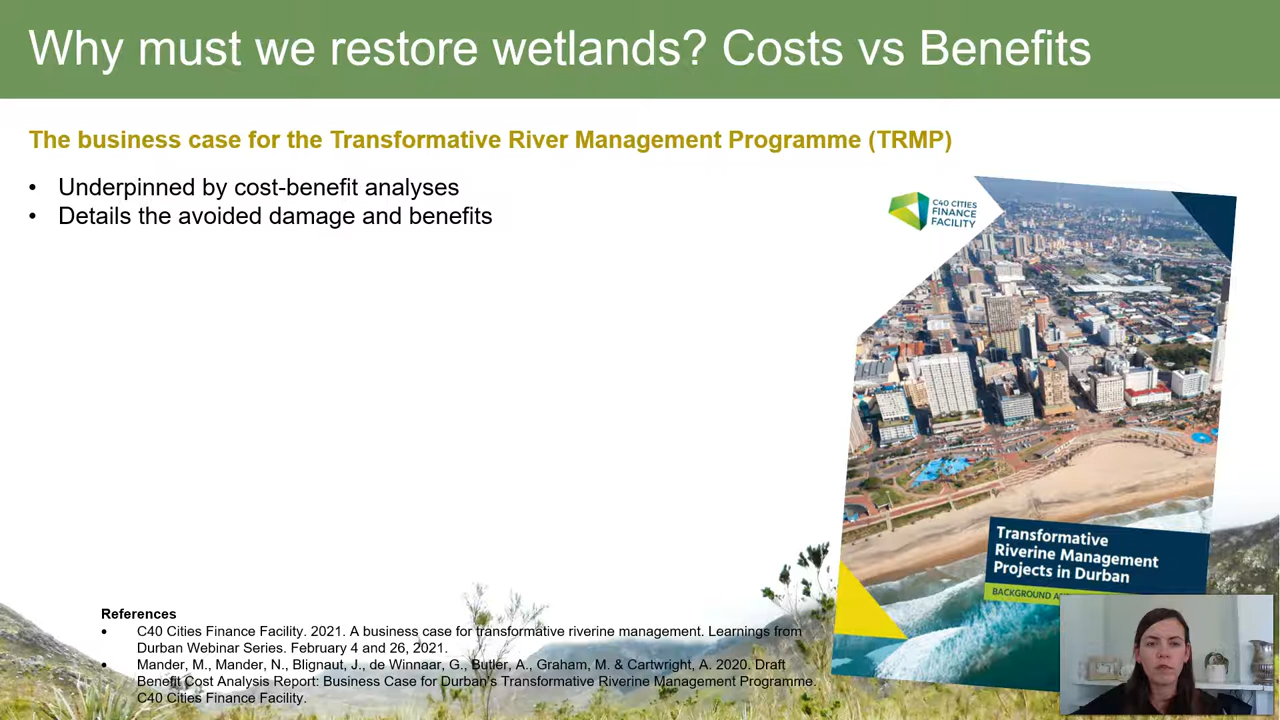 Why must we restore wetlands? Costs vs Benefits
The business case for the Transformative River Management Programme (TRMP)
• Underpinned by cost-benefit analyses
• Details the avoided damage and benefits
C40 CITIES
FINANCE
FACILITY
Transformative
Riverine Management
Projects in Durban
BACKGROUND
References
• C40 Cities Finance Facility. 2021. A business case for transformative riverine management. Learnings from
Durban Webinar Series. February 4 and 26, 2021.
• Mander, M., Mander, N., Blignaut, J., de Winnaar, G., Butler, A., Graham, M. & Cartwright, A. 2020. Draft
Benefit Cost Analysis Report: Business Case for Durban's Transformative Riverine Management Programme.
C40 Cities Finance Facility.